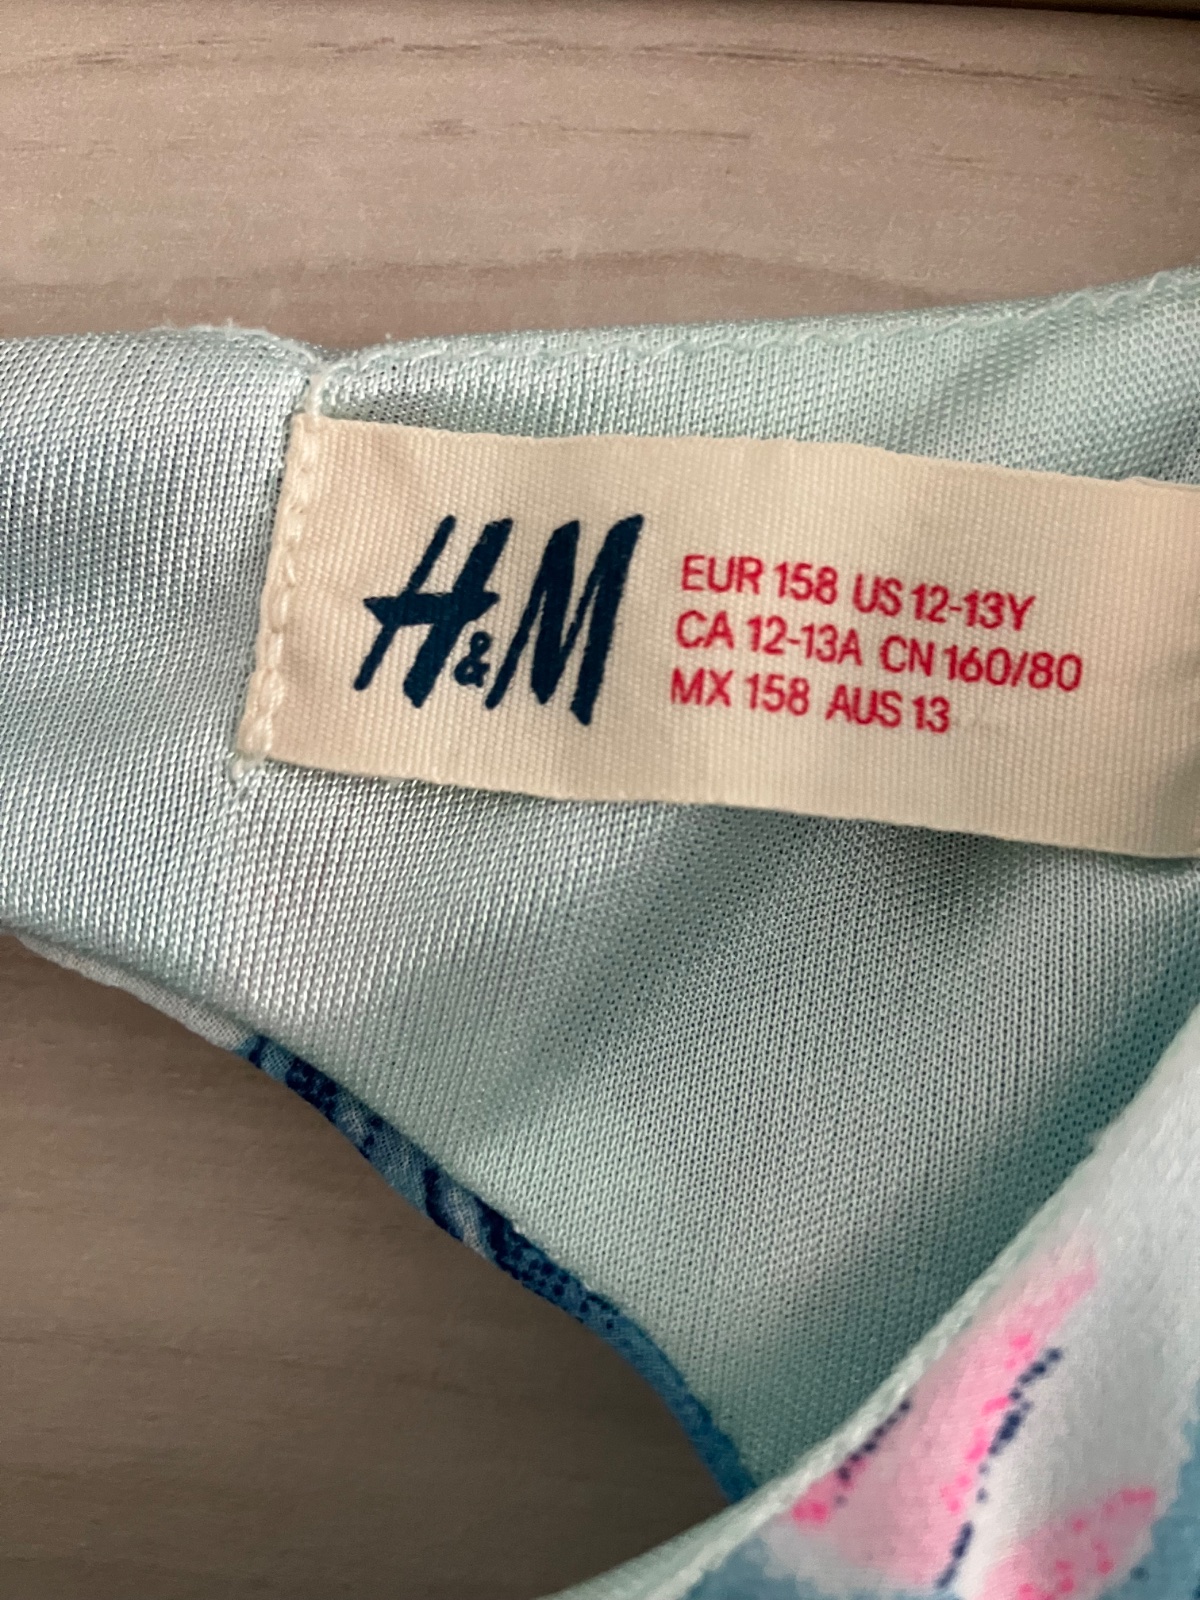 H&M
EUR 158 US 12-13Y
CA 12-13A CN 160/80
MX 158 AUS 13